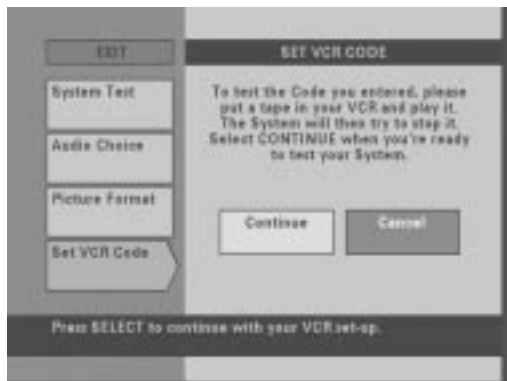 EXIT
SET VCR CODE
System Test
Audio Choice
Picture Format
Set VCR Code
To test the Code you entered, please
put a tape in your VCR and play it.
The System will then try to stop it.
Select CONTINUE when you're ready
to test your System.
Continue
Cancel
Press SELECT to continue with your VCR set-up.